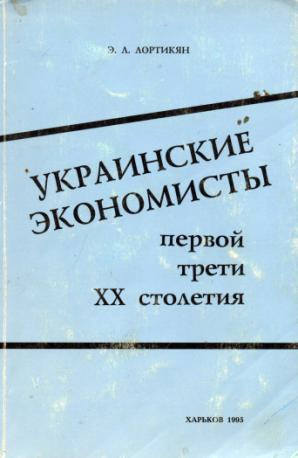 Э. Л. ЛОРТИКЯН
УКРАИНСКИЕ
ЭКОНОМИСТЫ
первой
трети
XX столетия
ХАРЬКОВ 1995